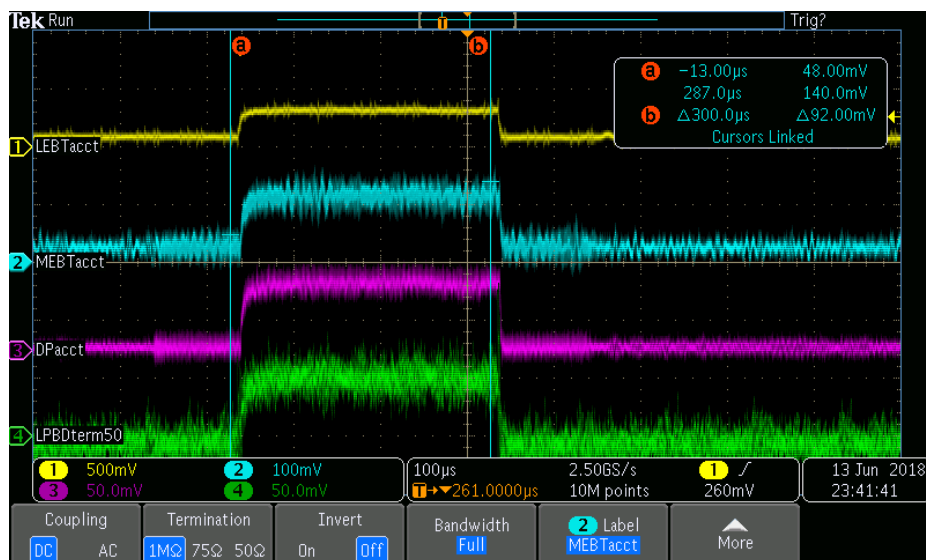 Tek Run Trig?
T
a b
a −13.00µs 48.00mV
287.0µs 140.0mV
b △300.0µs △92.00mV
Cursors Linked
1 LEBTacct
2 MEBTacct
3 DPacct
4 LPBDterm50
1 500mV 2 100mV 100µs 2.50GS/s 1 13 Jun 2018
3 50.0mV 4 50.0mV T→▼261.0000µs 10M points 260mV 23:41:41
Coupling Termination Invert Bandwidth 2 Label
DC AC 1MΩ 75Ω 50Ω On Off Full MEBTacct More